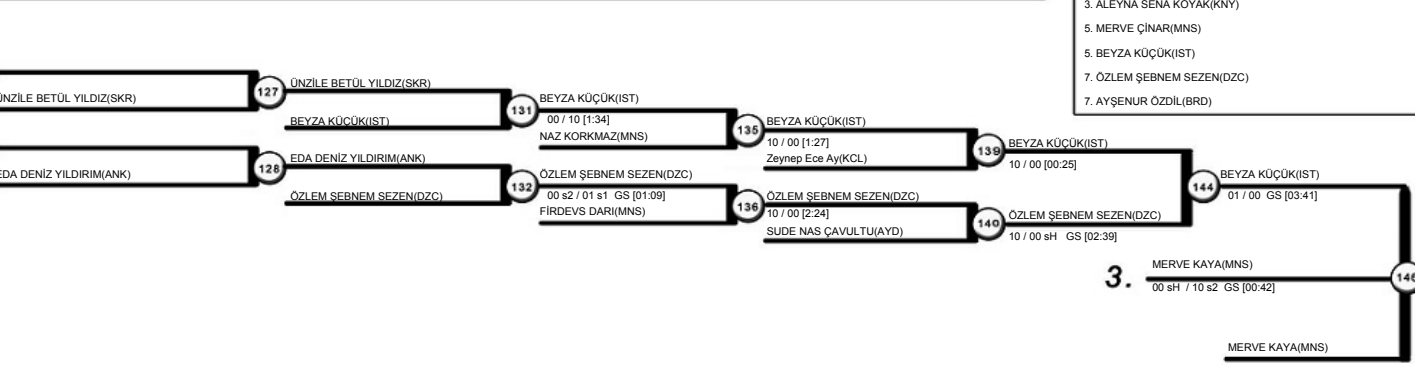 3. ALEYNA SENA KOYAK(KNY)
5. MERVE ÇİNAR(MNS)
5. BEYZA KÜÇÜK(IST)
7. ÖZLEM ŞEBNEM SEZEN(DZC)
7. AYŞENUR ÖZDİL(BRD)
ÜNZİLE BETÜL YILDIZ(SKR)
127
ÜNZİLE BETÜL YILDIZ(SKR)
BEYZA KÜÇÜK(IST)
131
BEYZA KÜÇÜK(IST)
00 / 10 [1:34]
NAZ KORKMAZ(MNS)
135
BEYZA KÜÇÜK(IST)
10 / 00 [1:27]
Zeynep Ece Ay(KCL)
139
BEYZA KÜÇÜK(IST)
10 / 00 [00:25]
EDA DENİZ YILDIRIM(ANK)
128
EDA DENİZ YILDIRIM(ANK)
ÖZLEM ŞEBNEM SEZEN(DZC)
132
ÖZLEM ŞEBNEM SEZEN(DZC)
00 s2 / 01 s1 GS [01:09]
FİRDEVS DARI(MNS)
136
ÖZLEM ŞEBNEM SEZEN(DZC)
10 / 00 [2:24]
SUDE NAS ÇAVULTU(AYD)
140
ÖZLEM ŞEBNEM SEZEN(DZC)
10 / 00 sH GS [02:39]
144
BEYZA KÜÇÜK(IST)
01 / 00 GS [03:41]
3.
MERVE KAYA(MNS)
00 sH / 10 s2 GS [00:42]
146
MERVE KAYA(MNS)